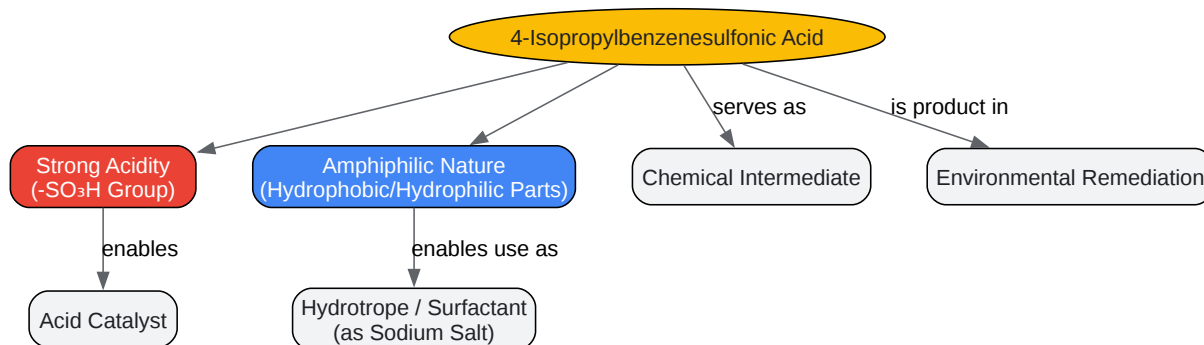 4-Isopropylbenzenesulfonic Acid
serves as
is product in
Strong Acidity
(-SO₃H Group)
Amphiphilic Nature
(Hydrophobic/Hydrophilic Parts)
Chemical Intermediate
Environmental Remediation
enables
enables use as
Acid Catalyst
Hydrotrope / Surfactant
(as Sodium Salt)